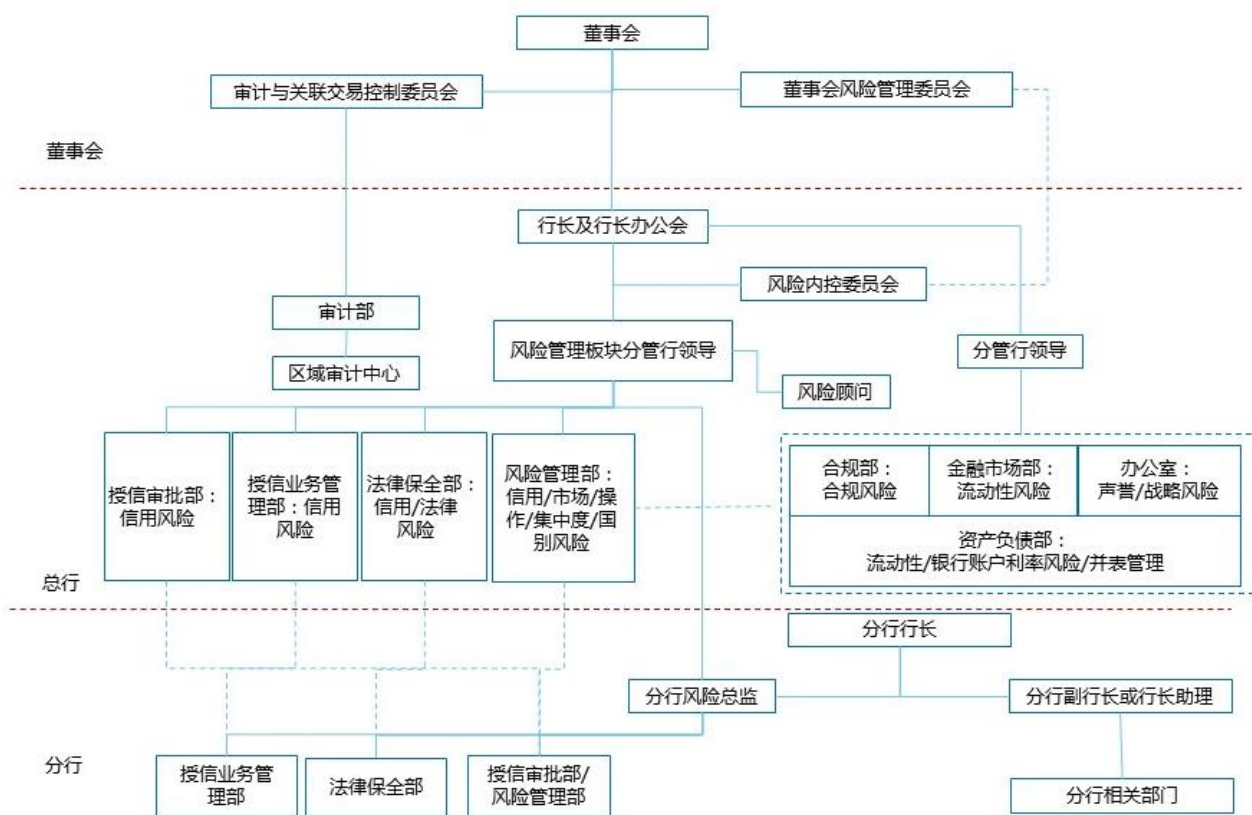 董事会
审计与关联交易控制委员会
董事会风险管理委员会
董事会
行长及行长办公会
风险内控委员会
审计部
风险管理板块分管行领导
分管行领导
区域审计中心
风险顾问
授信审批部：
信用风险
授信业务管
理部：信用
风险
法律保全部：
信用/法律
风险
风险管理部：
信用/市场/操
作/集中度/国
别风险
合规部：
合规风险
金融市场部：
流动性风险
办公室：
声誉/战略风险
资产负债部：
流动性/银行账户利率风险/并表管理
总行
分行行长
分行风险总监
分行副行长或行长助理
分行
授信业务管
理部
法律保全部
授信审批部/
风险管理部
分行相关部门